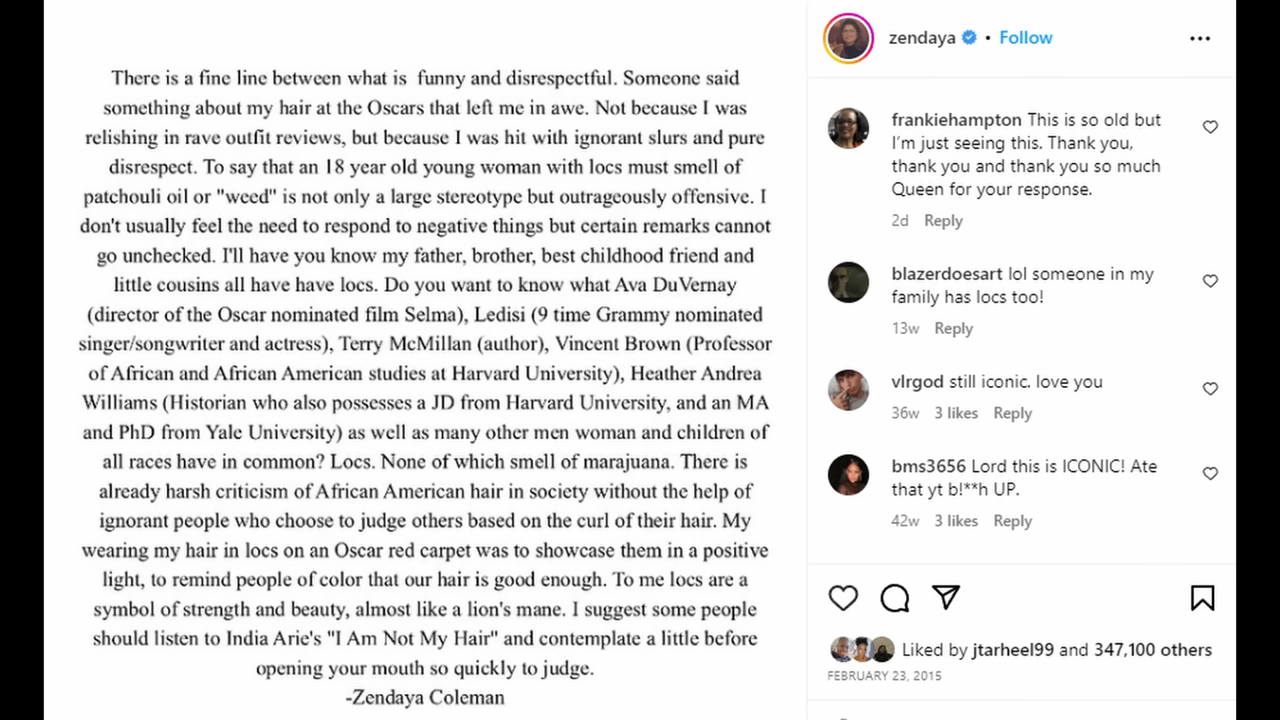 There is a fine line between what is funny and disrespectful. Someone said
something about my hair at the Oscars that left me in awe. Not because I was
relishing in rave outfit reviews, but because I was hit with ignorant slurs and pure
disrespect. To say that an 18 year old young woman with locs must smell of
patchouli oil or "weed" is not only a large stereotype but outrageously offensive. I
don't usually feel the need to respond to negative things but certain remarks cannot
go unchecked. I'll have you know my father, brother, best childhood friend and
little cousins all have have locs. Do you want to know what Ava DuVernay
(director of the Oscar nominated film Selma), Ledisi (9 time Grammy nominated
singer/songwriter and actress), Terry McMillan (author), Vincent Brown (Professor
of African and African American studies at Harvard University), Heather Andrea
Williams (Historian who also possesses a JD from Harvard University, and an MA
and PhD from Yale University) as well as many other men woman and children of
all races have in common? Locs. None of which smell of marajuana. There is
already harsh criticism of African American hair in society without the help of
ignorant people who choose to judge others based on the curl of their hair. My
wearing my hair in locs on an Oscar red carpet was to showcase them in a positive
light, to remind people of color that our hair is good enough. To me locs are a
symbol of strength and beauty, almost like a lion's mane. I suggest some people
should listen to India Arie's "I Am Not My Hair" and contemplate a little before
opening your mouth so quickly to judge.
-Zendaya Coleman
zendaya • Follow
frankiehampton This is so old but
I'm just seeing this. Thank you,
thank you and thank you so much
Queen for your response.
2d Reply
blazerdoesart lol someone in my
family has locs too!
13w Reply
vlrgod still iconic. love you
36w 3 likes Reply
bms3656 Lord this is ICONIC! Ate
that yt b!**h UP.
42w 3 likes Reply
Liked by jtarheel99 and 347,100 others
FEBRUARY 23, 2015